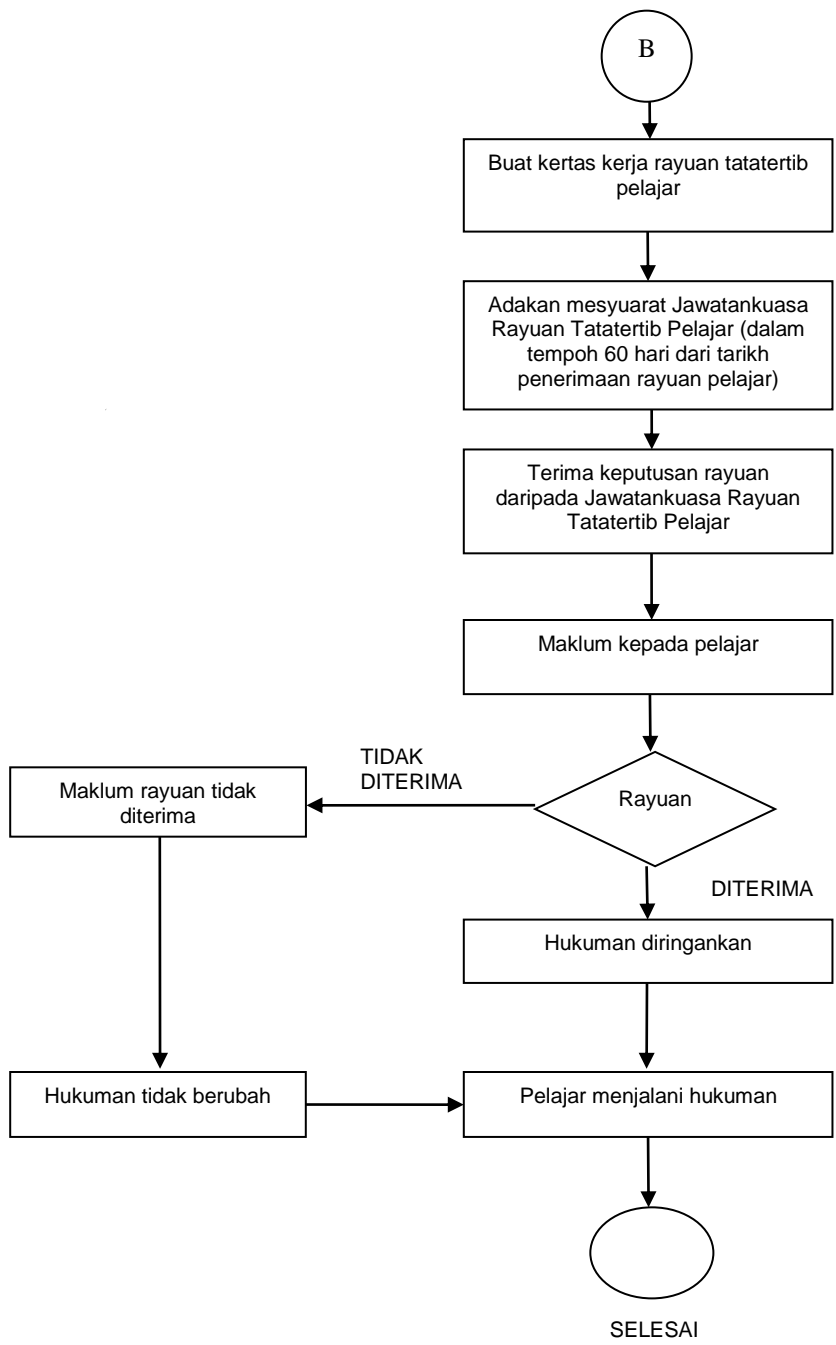 B
Buat kertas kerja rayuan tatatertib
pelajar
Adakan mesyuarat Jawatankuasa
Rayuan Tatatertib Pelajar (dalam
tempoh 60 hari dari tarikh
penerimaan rayuan pelajar)
Terima keputusan rayuan
daripada Jawatankuasa Rayuan
Tatatertib Pelajar
Maklum kepada pelajar
TIDAK
DITERIMA
Maklum rayuan tidak
diterima
Rayuan
DITERIMA
Hukuman diringankan
Hukuman tidak berubah
Pelajar menjalani hukuman
SELESAI